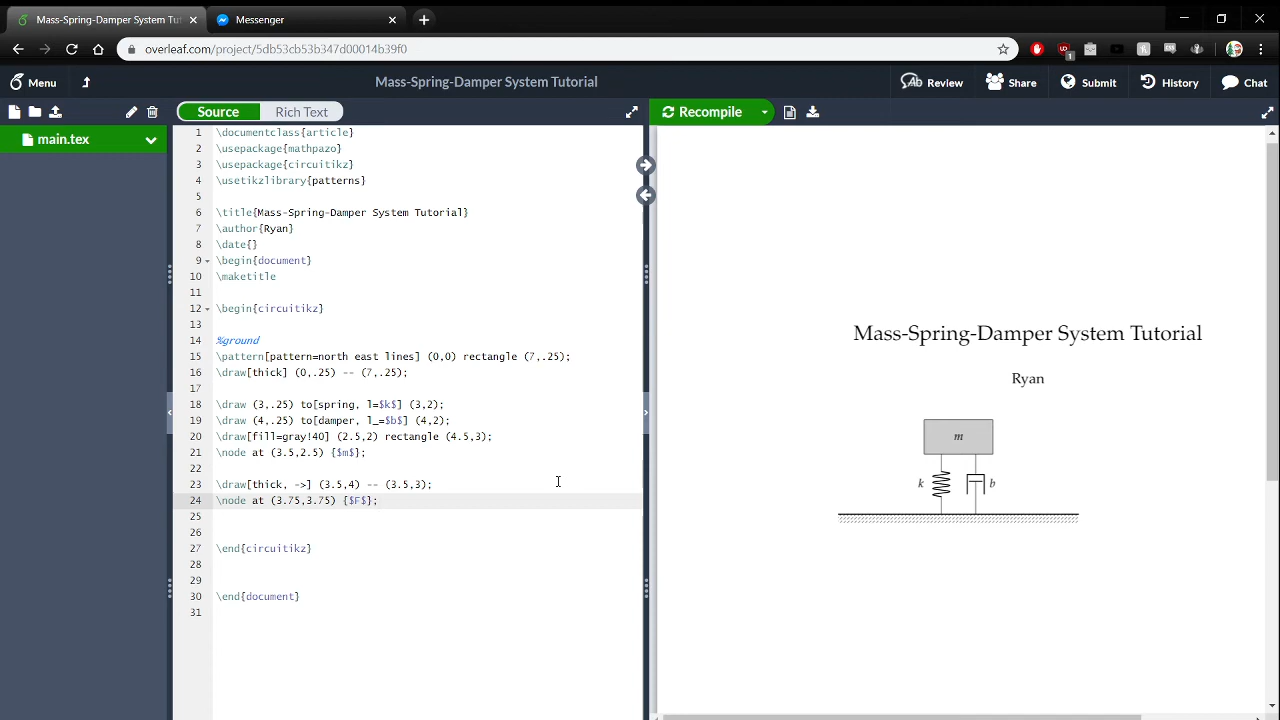 Mass-Spring-Damper System Tut
Messenger
overleaf.com/project/5db53cb53b347d00014b39f0
1
Menu
Mass-Spring-Damper System Tutorial
Review
Share
Submit
History
Chat
Source
Rich Text
Recompile
main.tex
1 \documentclass{article}
2 \usepackage{mathpazo}
3 \usepackage{circuitikz}
4 \usetikzlibrary{patterns}
5
6 \title{Mass-Spring-Damper System Tutorial}
7 \author{Ryan}
8 \date{}
9 \begin{document}
10 \maketitle
11
12 \begin{circuitikz}
13
14 %ground
15 \pattern[pattern=north east lines] (0,0) rectangle (7,.25);
16 \draw[thick] (0,.25) -- (7,.25);
17
18 \draw (3,.25) to[spring, l=$k$] (3,2);
19 \draw (4,.25) to[damper, l_=$b$] (4,2);
20 \draw[fill=gray!40] (2.5,2) rectangle (4.5,3);
21 \node at (3.5,2.5) {$m$};
22
23 \draw[thick, ->] (3.5,4) -- (3.5,3);
24 \node at (3.75,3.75) {$F$};
25
26
27 \end{circuitikz}
28
29
30 \end{document}
31
Mass-Spring-Damper System Tutorial
Ryan
m
k
b